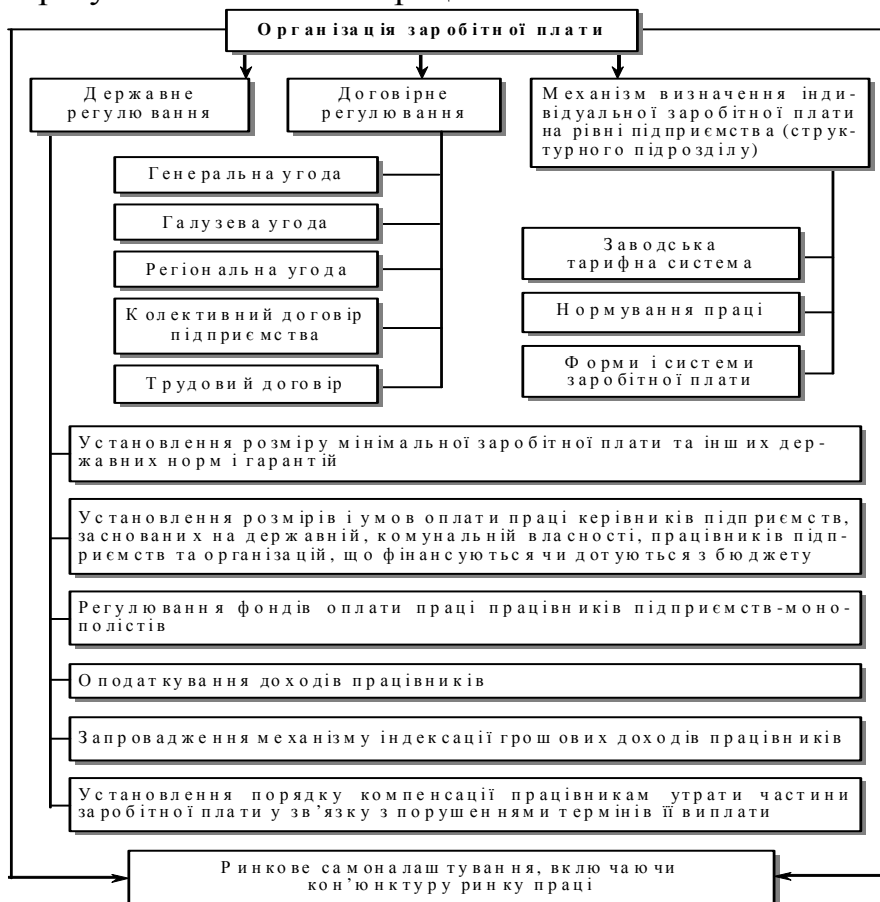 Організація заробітної плати
Державне
регулювання
Договірне
регулювання
Механізм визначення інди-
відуальної заробітної плати
на рівні підприємства (струк-
турного підрозділу)
Генеральна угода
Галузева угода
Регіональна угода
Колективний договір
підприємства
Трудовий договір
Заводська
тарифна система
Нормування праці
Форми і системи
заробітної плати
Установлення розміру мінімальної заробітної плати та інших дер-
жавних норм і гарантій
Установлення розмірів і умов оплати праці керівників підприємств,
заснованих на державній, комунальній власності, працівників підп-
риємств та організацій, що фінансуються чи дотуються з бюджету
Регулювання фондів оплати праці працівників підприємств-моно-
полістів
Оподаткування доходів працівників
Запровадження механізму індексації грошових доходів працівників
Установлення порядку компенсації працівникам утрати частини
заробітної плати у зв’язку з порушеннями термінів її виплати
Ринкове самоналаштування, включаючи
кон’юнктуру ринку праці